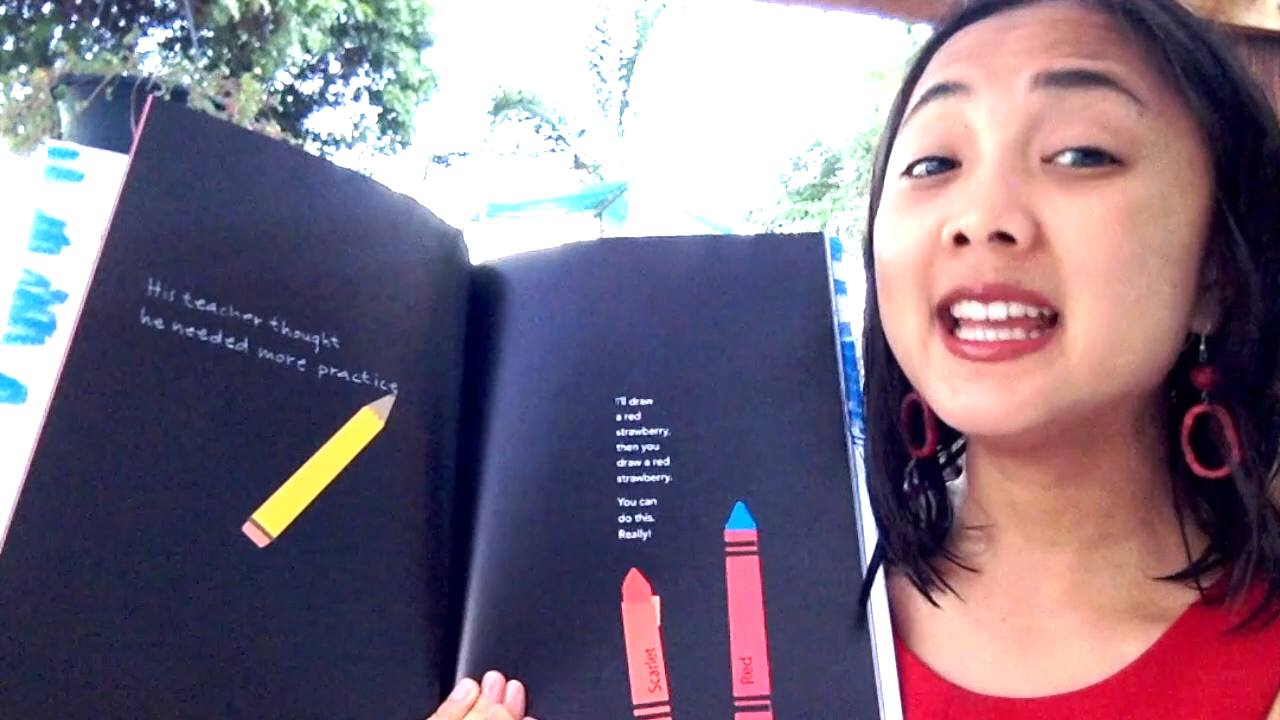 His teacher thought
he needed more practice
I'll draw
a red
strawberry,
then you
draw a red
strawberry.
You can
do this.
Really!
Scarlet
Red